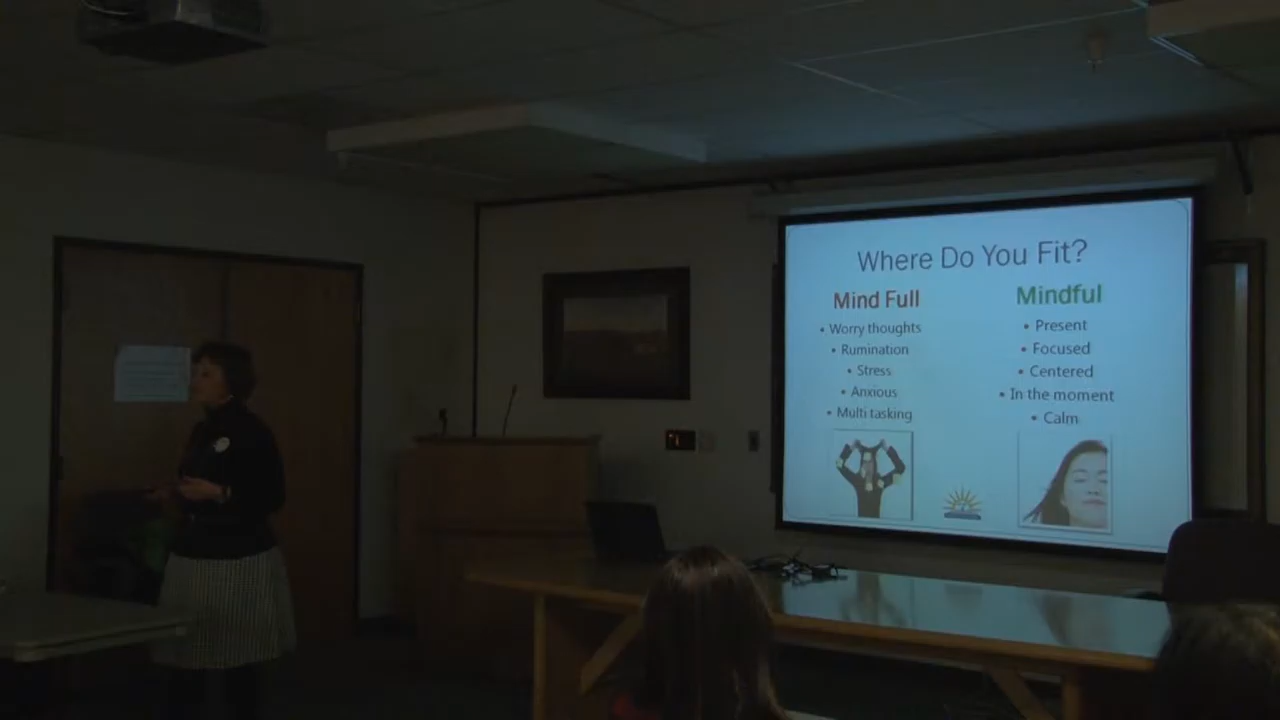 Where Do You Fit?
Mind Full
• Worry thoughts
• Rumination
• Stress
• Anxious
• Multi tasking
Mindful
• Present
• Focused
• Centered
• In the moment
• Calm